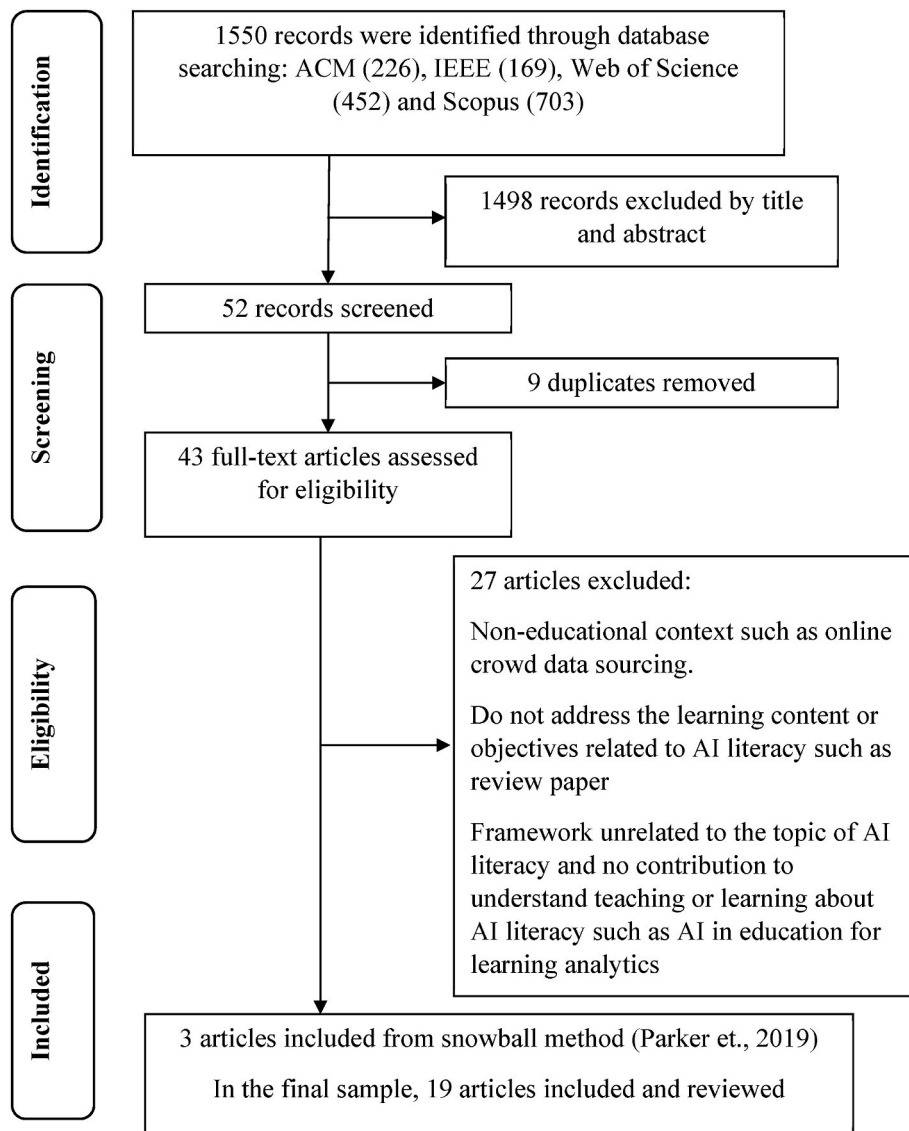 Identification
1550 records were identified through database
searching: ACM (226), IEEE (169), Web of Science
(452) and Scopus (703)
1498 records excluded by title
and abstract
Screening
52 records screened
9 duplicates removed
43 full-text articles assessed
for eligibility
Eligibility
27 articles excluded:
Non-educational context such as online
crowd data sourcing.
Do not address the learning content or
objectives related to AI literacy such as
review paper
Framework unrelated to the topic of AI
literacy and no contribution to
understand teaching or learning about
AI literacy such as AI in education for
learning analytics
Included
3 articles included from snowball method (Parker et., 2019)
In the final sample, 19 articles included and reviewed